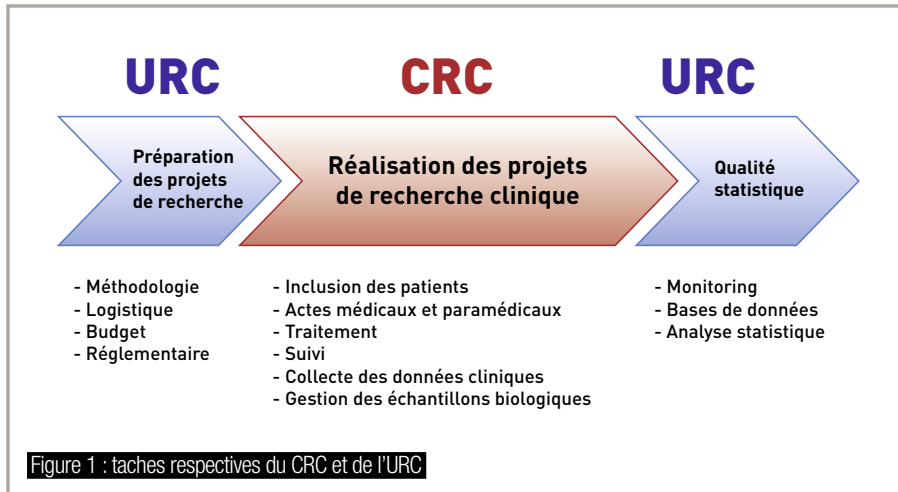 URC
CRC
URC
Préparation
des projets
de recherche
Réalisation des projets
de recherche clinique
Qualité
statistique
- Méthodologie
- Logistique
- Budget
- Réglementaire
- Inclusion des patients
- Actes médicaux et paramédicaux
- Traitement
- Suivi
- Collecte des données cliniques
- Gestion des échantillons biologiques
- Monitoring
- Bases de données
- Analyse statistique
Figure 1 : taches respectives du CRC et de l'URC